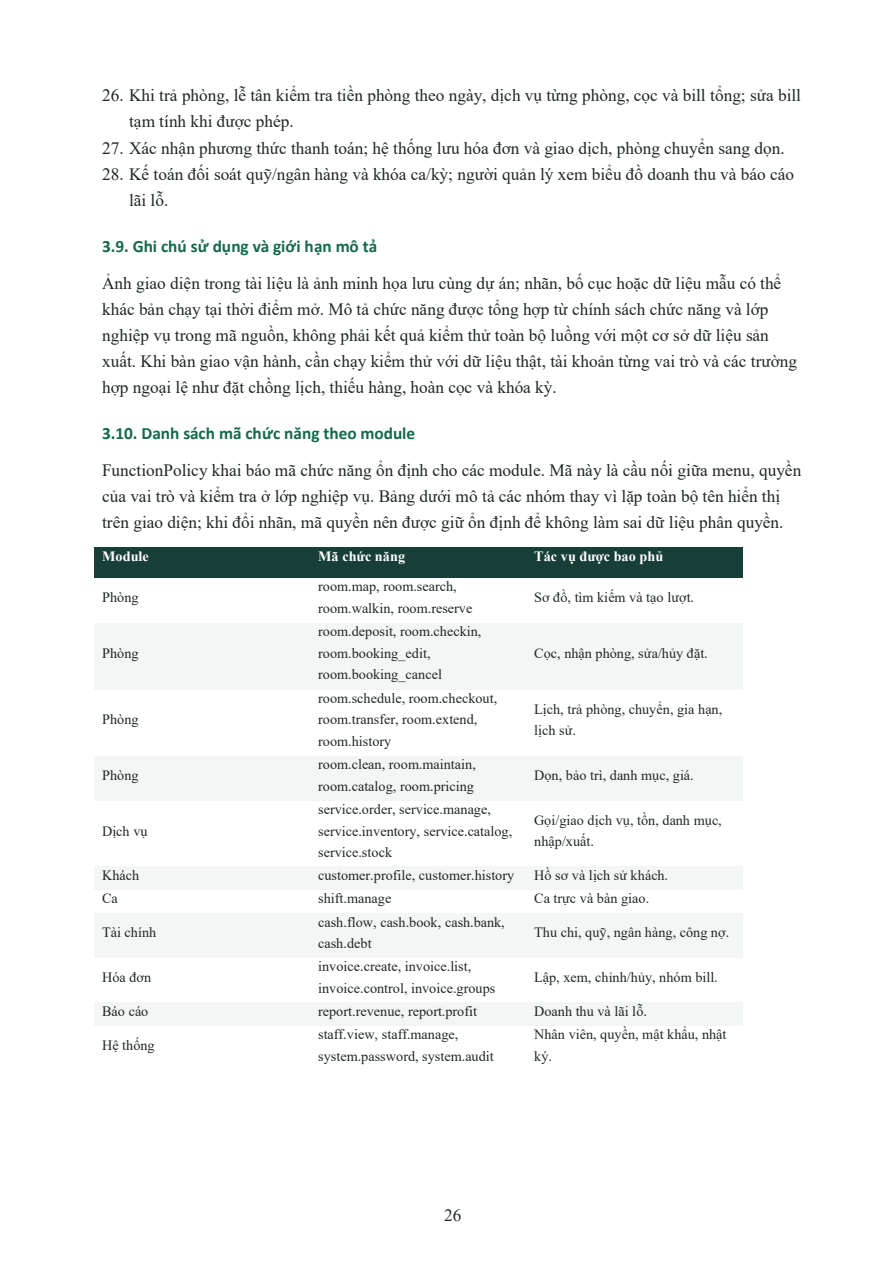 26. Khi trả phòng, lễ tân kiểm tra tiền phòng theo ngày, dịch vụ từng phòng, cọc và bill tổng; sửa bill
tạm tính khi được phép.
27. Xác nhận phương thức thanh toán; hệ thống lưu hóa đơn và giao dịch, phòng chuyển sang dọn.
28. Kế toán đối soát quỹ/ngân hàng và khóa ca/kỳ; người quản lý xem biểu đồ doanh thu và báo cáo
lãi lỗ.
3.9. Ghi chú sử dụng và giới hạn mô tả
Ảnh giao diện trong tài liệu là ảnh minh họa lưu cùng dự án; nhãn, bố cục hoặc dữ liệu mẫu có thể
khác bản chạy tại thời điểm mở. Mô tả chức năng được tổng hợp từ chính sách chức năng và lớp
nghiệp vụ trong mã nguồn, không phải kết quả kiểm thử toàn bộ luồng với một cơ sở dữ liệu sản
xuất. Khi bàn giao vận hành, cần chạy kiểm thử với dữ liệu thật, tài khoản từng vai trò và các trường
hợp ngoại lệ như đặt chồng lịch, thiếu hàng, hoàn cọc và khóa kỳ.
3.10. Danh sách mã chức năng theo module
FunctionPolicy khai báo mã chức năng ổn định cho các module. Mã này là cầu nối giữa menu, quyền
của vai trò và kiểm tra ở lớp nghiệp vụ. Bảng dưới mô tả các nhóm thay vì lặp toàn bộ tên hiển thị
trên giao diện; khi đổi nhãn, mã quyền nên được giữ ổn định để không làm sai dữ liệu phân quyền.
Module Mã chức năng Tác vụ được bao phủ
Phòng
room.map, room.search,
room.walkin, room.reserve
Sơ đồ, tìm kiếm và tạo lượt.
Phòng
room.deposit, room.checkin,
room.booking_edit,
room.booking_cancel
Cọc, nhận phòng, sửa/hủy đặt.
Phòng
room.schedule, room.checkout,
room.transfer, room.extend,
room.history
Lịch, trả phòng, chuyển, gia hạn,
lịch sử.
Phòng
room.clean, room.maintain,
room.catalog, room.pricing
Dọn, bảo trì, danh mục, giá.
Dịch vụ
service.order, service.manage,
service.inventory, service.catalog,
service.stock
Gọi/giao dịch vụ, tồn, danh mục,
nhập/xuất.
Khách customer.profile, customer.history Hồ sơ và lịch sử khách.
Ca shift.manage Ca trực và bàn giao.
Tài chính
cash.flow, cash.book, cash.bank,
cash.debt
Thu chi, quỹ, ngân hàng, công nợ.
Hóa đơn
invoice.create, invoice.list,
invoice.control, invoice.groups
Lập, xem, chỉnh/hủy, nhóm bill.
Báo cáo report.revenue, report.profit Doanh thu và lãi lỗ.
Hệ thống
staff.view, staff.manage,
system.password, system.audit
Nhân viên, quyền, mật khẩu, nhật
ký.
26